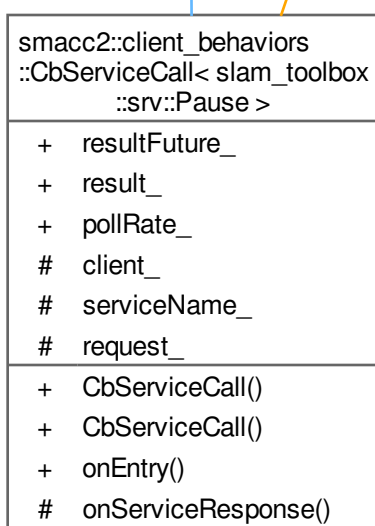 smacc2::client_behaviors
::CbServiceCall< slam_toolbox
::srv::Pause >
+ resultFuture_
+ result_
+ pollRate_
# client_
# serviceName_
# request_
+ CbServiceCall()
+ CbServiceCall()
+ onEntry()
# onServiceResponse()